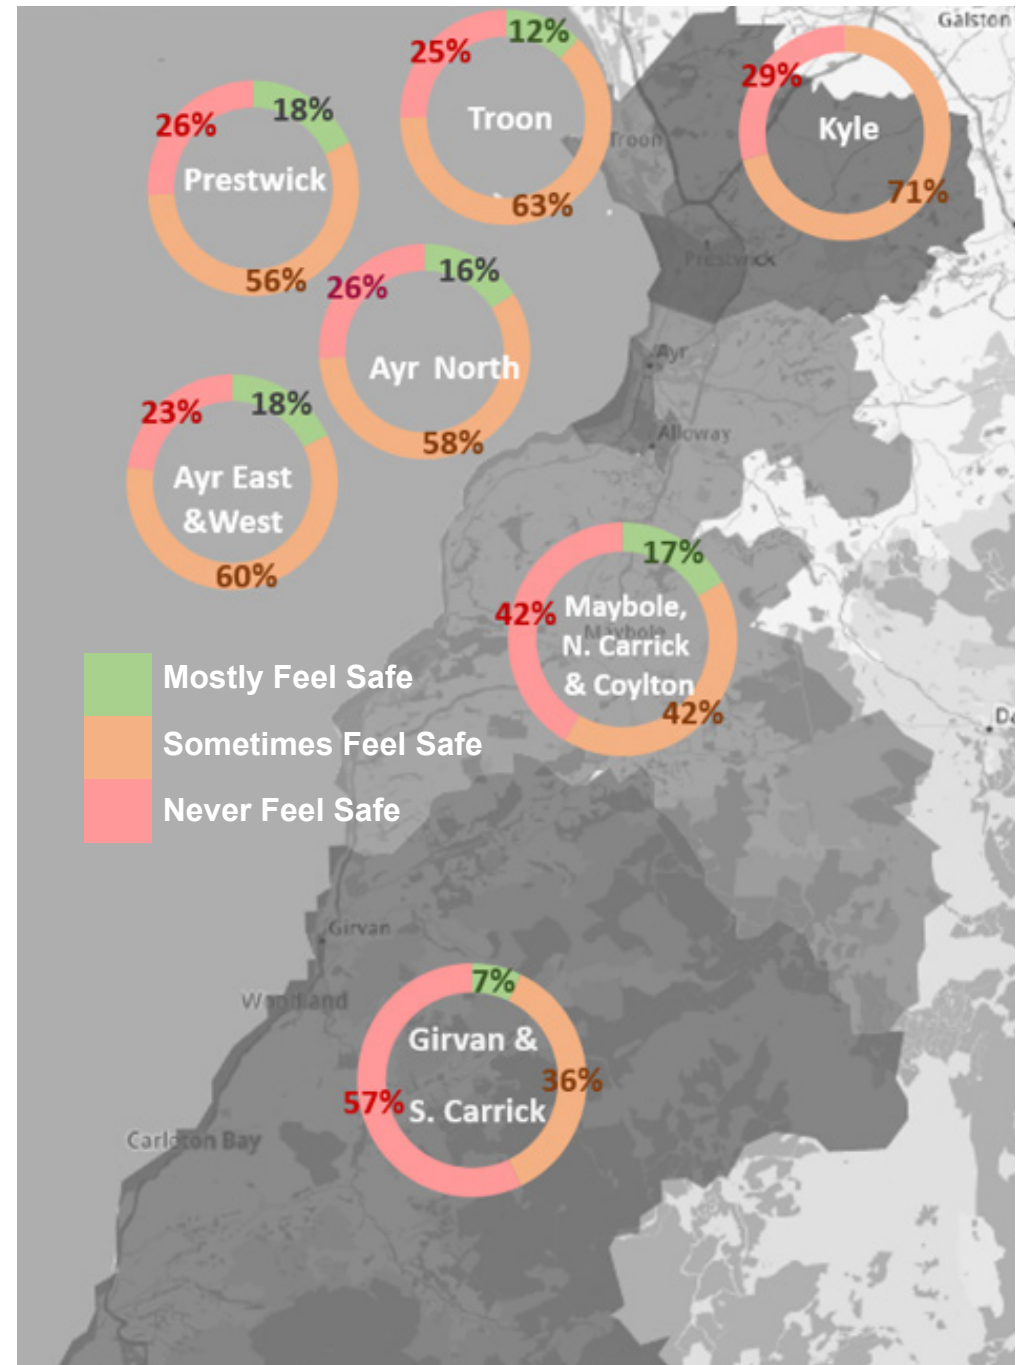 Galston
12%
25%
Troon
63%
29%
Kyle
71%
18%
26%
Prestwick
56%
Troon
Prestwick
16%
26%
Ayr North
58%
Ayr
Alloway
18%
23%
Ayr East
&West
60%
17%
42%
Maybole,
N. Carrick
& Coylton
42%
Maybole
Mostly Feel Safe
Sometimes Feel Safe
Never Feel Safe
Girvan
7%
Girvan &
36%
57%
S. Carrick
Carleton Bay